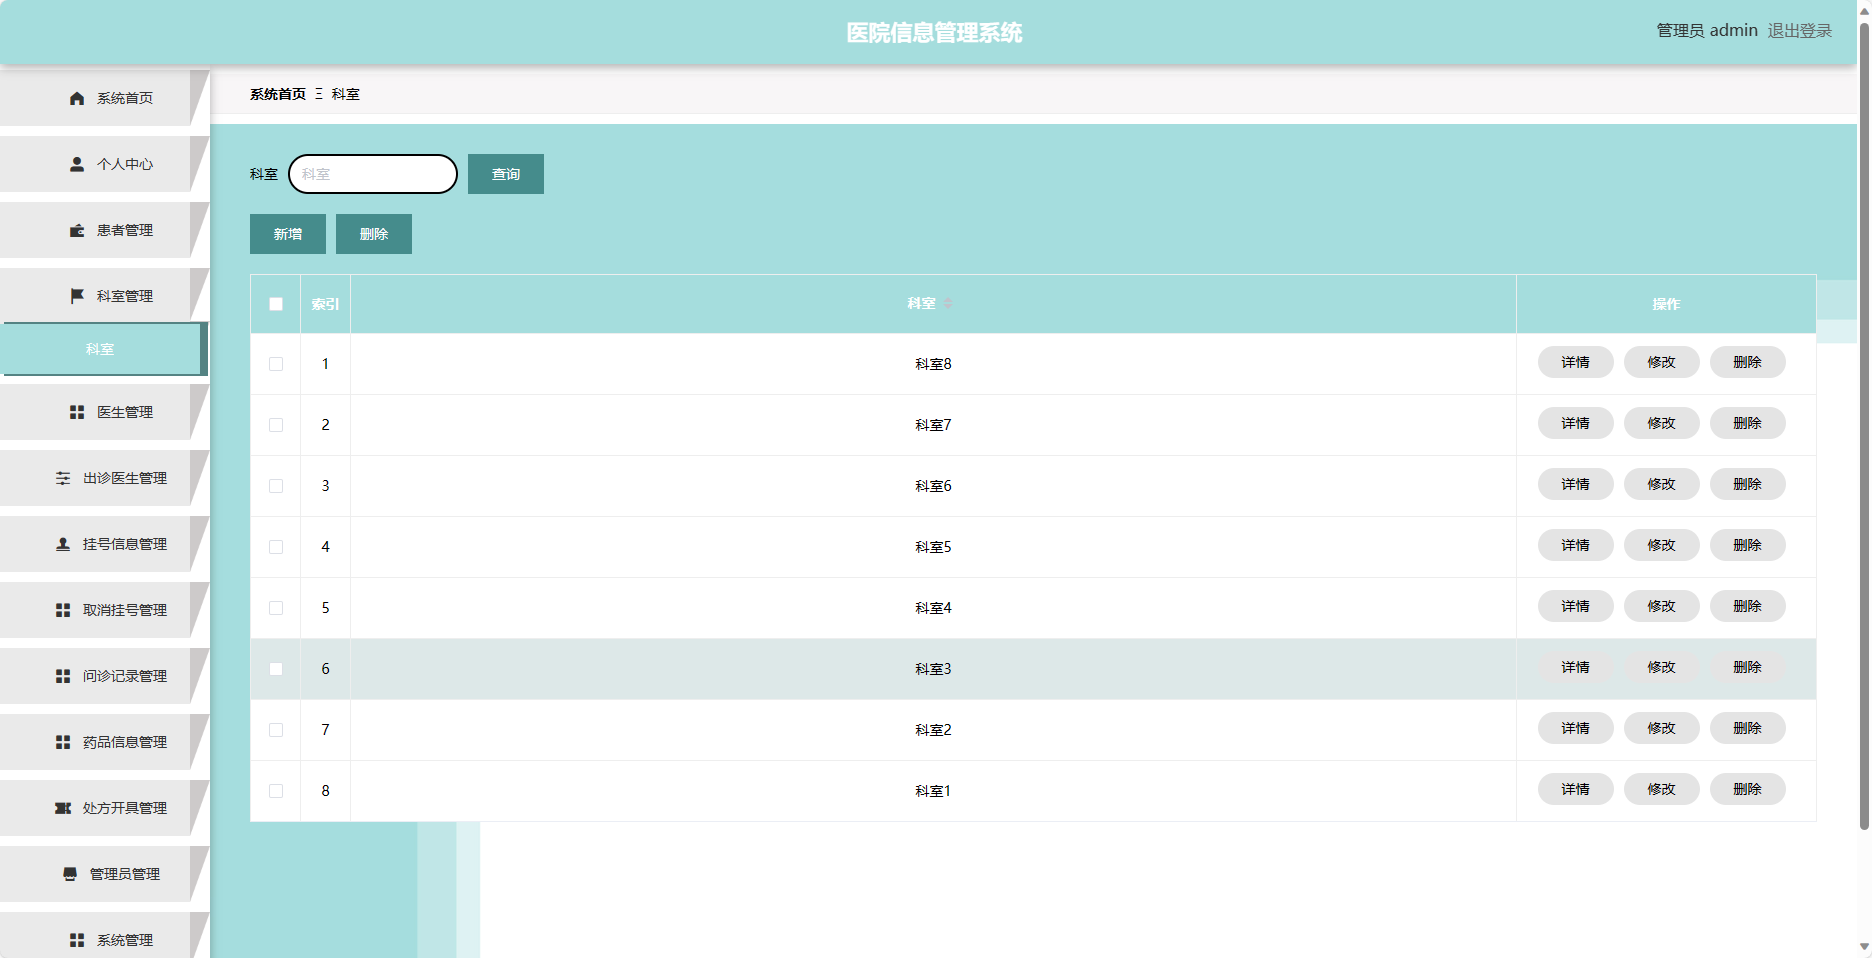 医院信息管理系统
管理员 admin 退出登录
系统首页
个人中心
患者管理
科室管理
科室
医生管理
出诊医生管理
挂号信息管理
取消挂号管理
问诊记录管理
药品信息管理
处方开具管理
管理员管理
系统管理
系统首页 Ξ 科室
科室 科室 查询
新增 删除
索引 科室 操作
1 科室8 详情 修改 删除
2 科室7 详情 修改 删除
3 科室6 详情 修改 删除
4 科室5 详情 修改 删除
5 科室4 详情 修改 删除
6 科室3 详情 修改 删除
7 科室2 详情 修改 删除
8 科室1 详情 修改 删除